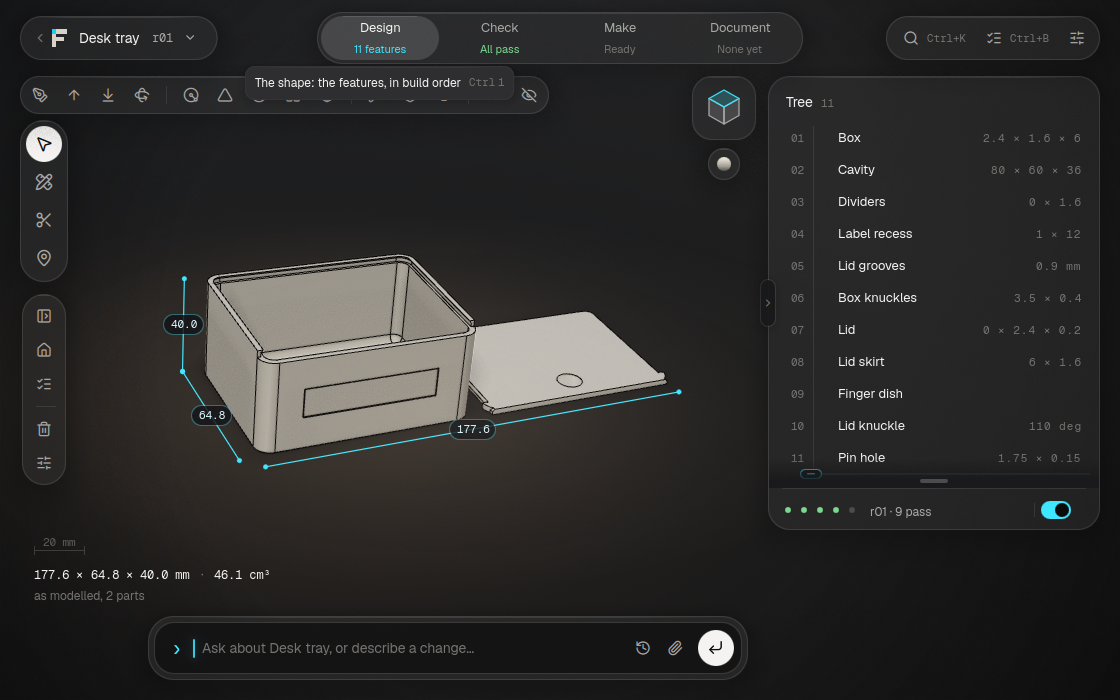 Desk tray r01
Design
11 features
Check
All pass
Make
Ready
Document
None yet
Ctrl+K
Ctrl+B
The shape: the features, in build order Ctrl 1
Tree 11
01 Box 2.4 × 1.6 × 6
02 Cavity 80 × 60 × 36
03 Dividers 0 × 1.6
04 Label recess 1 × 12
05 Lid grooves 0.9 mm
06 Box knuckles 3.5 × 0.4
07 Lid 0 × 2.4 × 0.2
08 Lid skirt 6 × 1.6
09 Finger dish
10 Lid knuckle 110 deg
11 Pin hole 1.75 × 0.15
r01 · 9 pass
40.0
64.8
177.6
20 mm
177.6 × 64.8 × 40.0 mm · 46.1 cm³
as modelled, 2 parts
Ask about Desk tray, or describe a change…